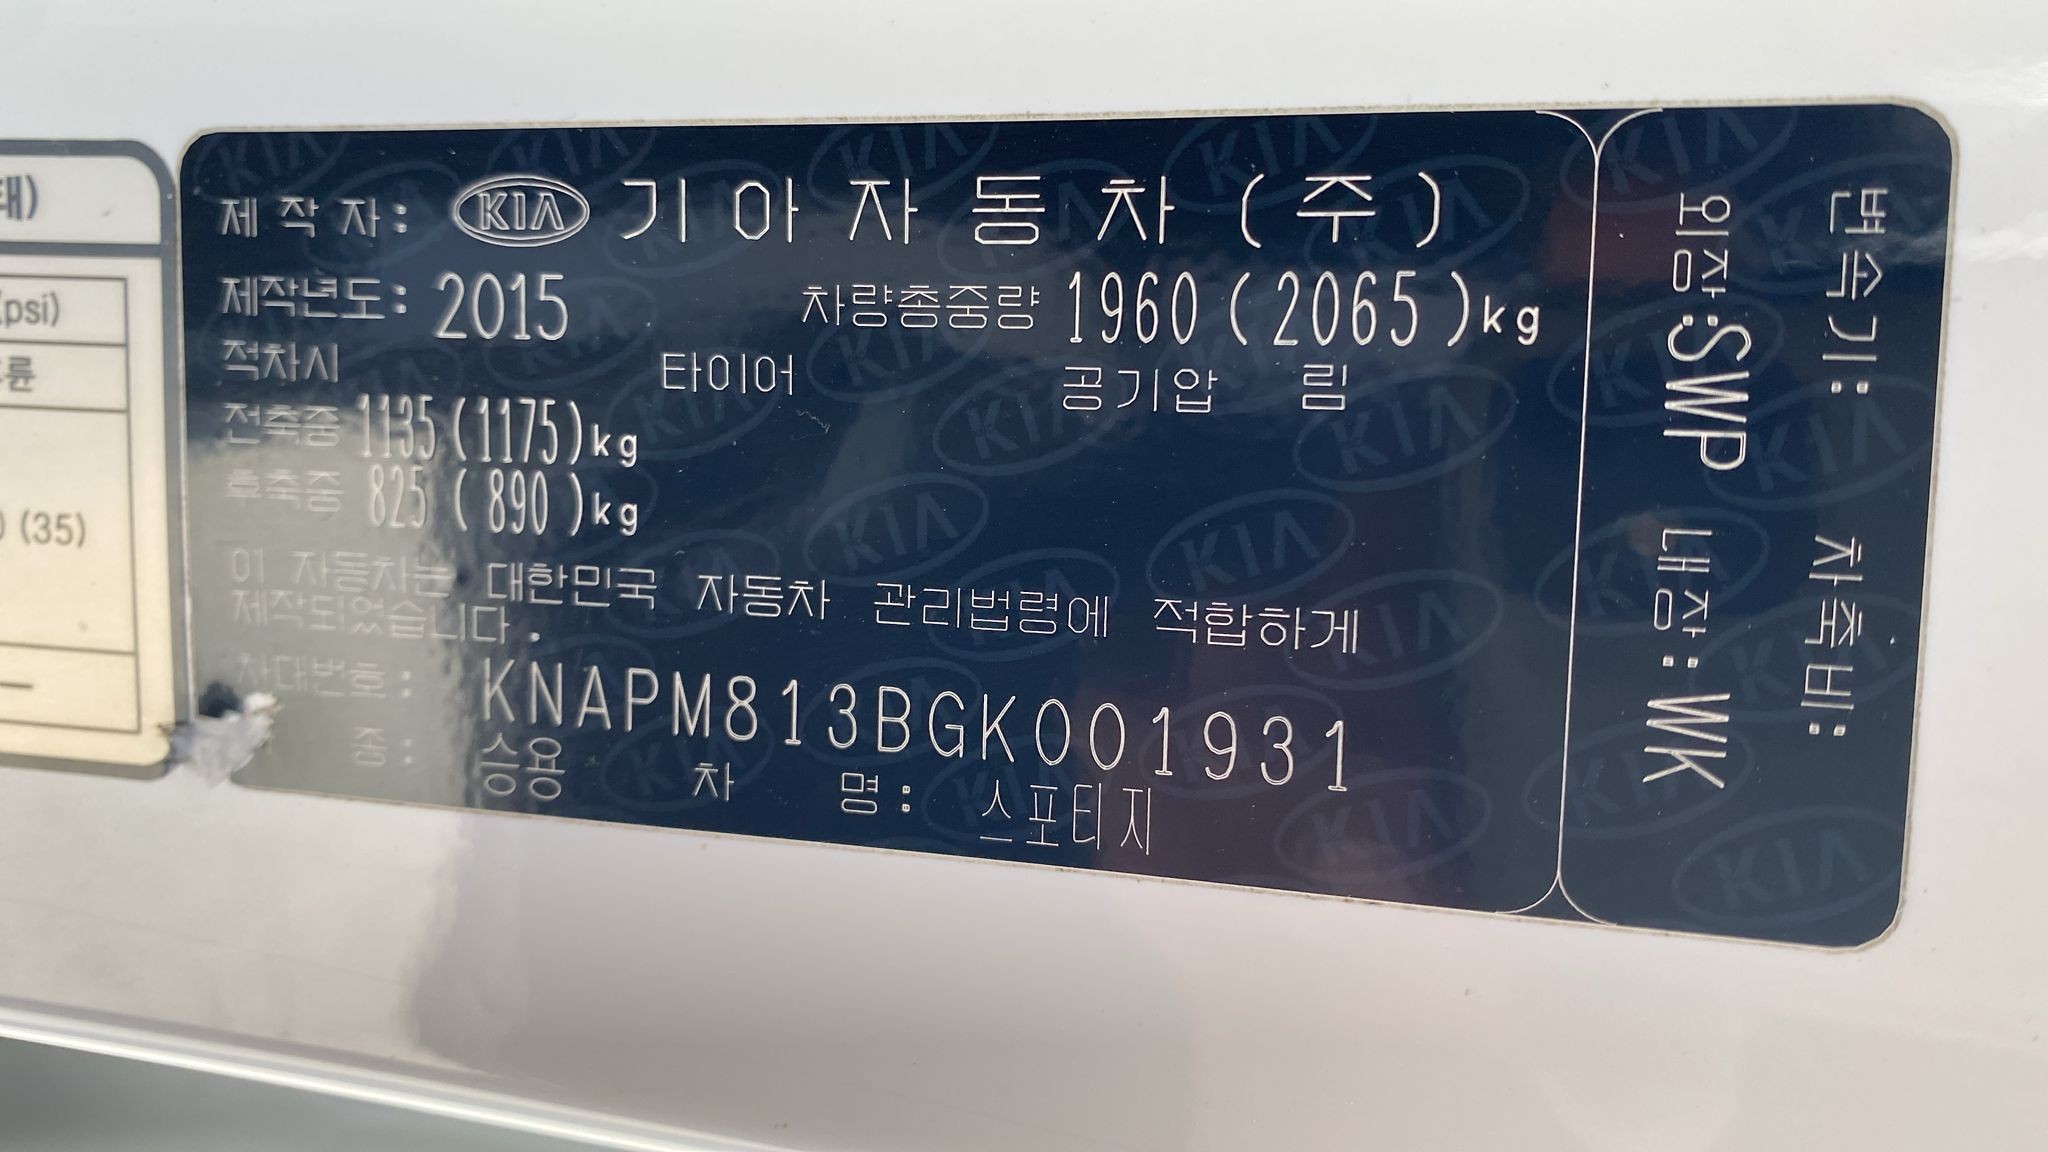 태)
(psi)
륜
(35)
제작자: KIA 기아자동차(주)
제작년도: 2015 차량총중량 1960(2065)kg
적차시 타이어 공기압 림
전축중 1135(1175)kg
후축중 825 (890)kg
이 자동차는 대한민국 자동차 관리법령에 적합하게
제작되었습니다.
차대번호: KNAPM813BGK001931
종: 승용 차 명: 스포티지
변속기: 차축비:
외장:SWP 내장:WK